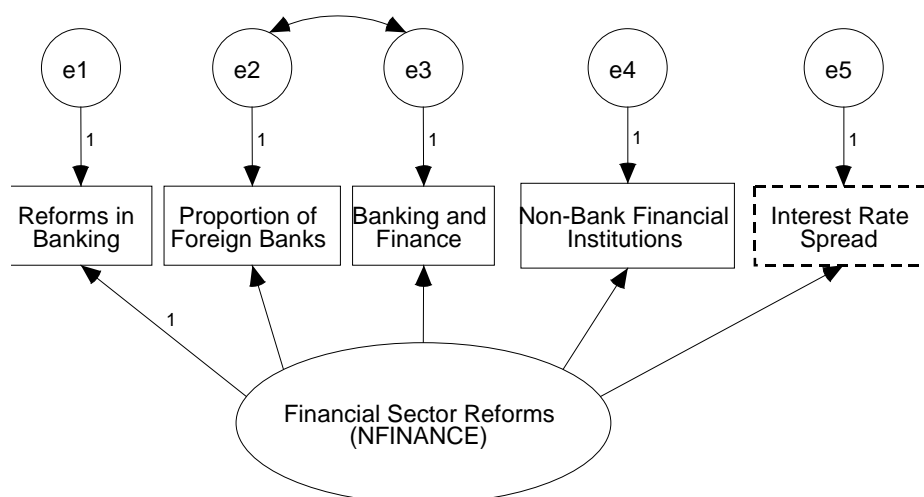 e1
e2
e3
e4
e5
1
1
1
1
1
Reforms in
Banking
Proportion of
Foreign Banks
Banking and
Finance
Non-Bank Financial
Institutions
Interest Rate
Spread
1
Financial Sector Reforms
(NFINANCE)